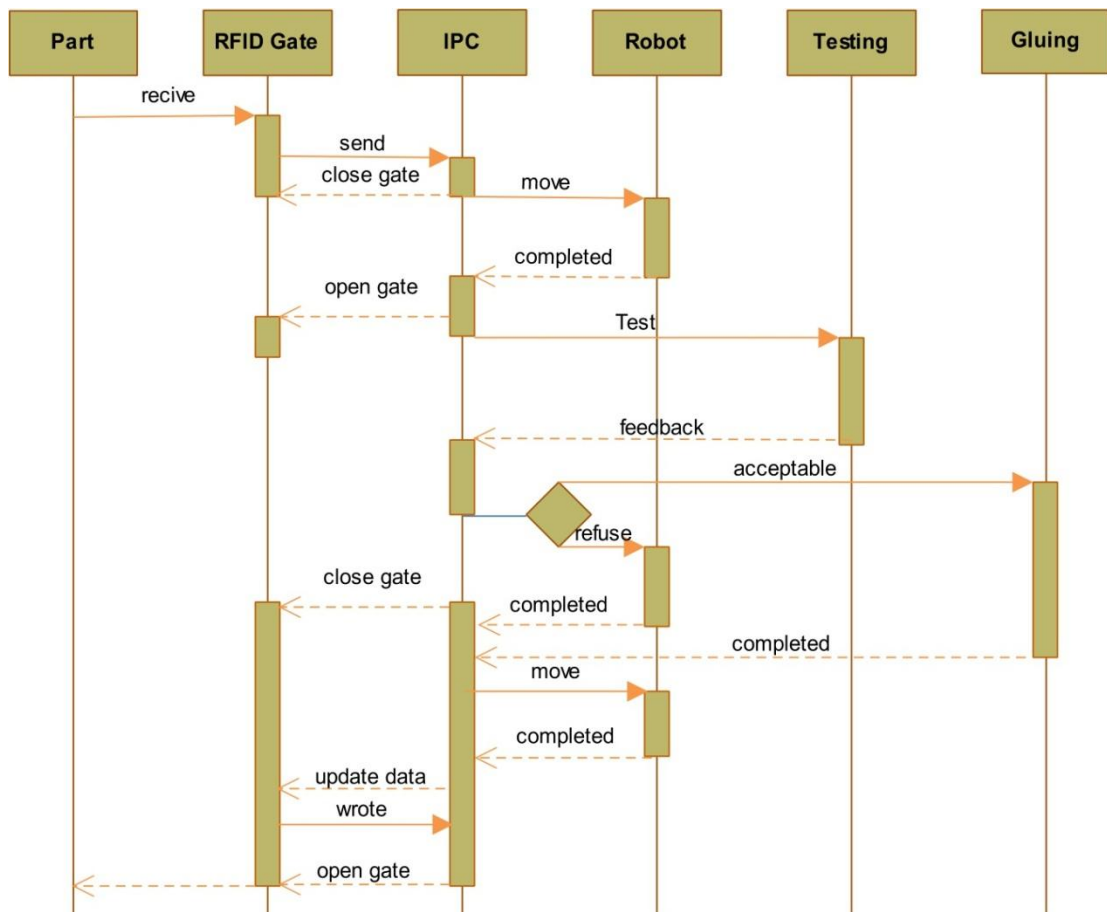 Part
RFID Gate
IPC
Robot
Testing
Gluing
recive
send
close gate
move
completed
open gate
Test
feedback
acceptable
refuse
close gate
completed
completed
move
completed
update data
wrote
open gate